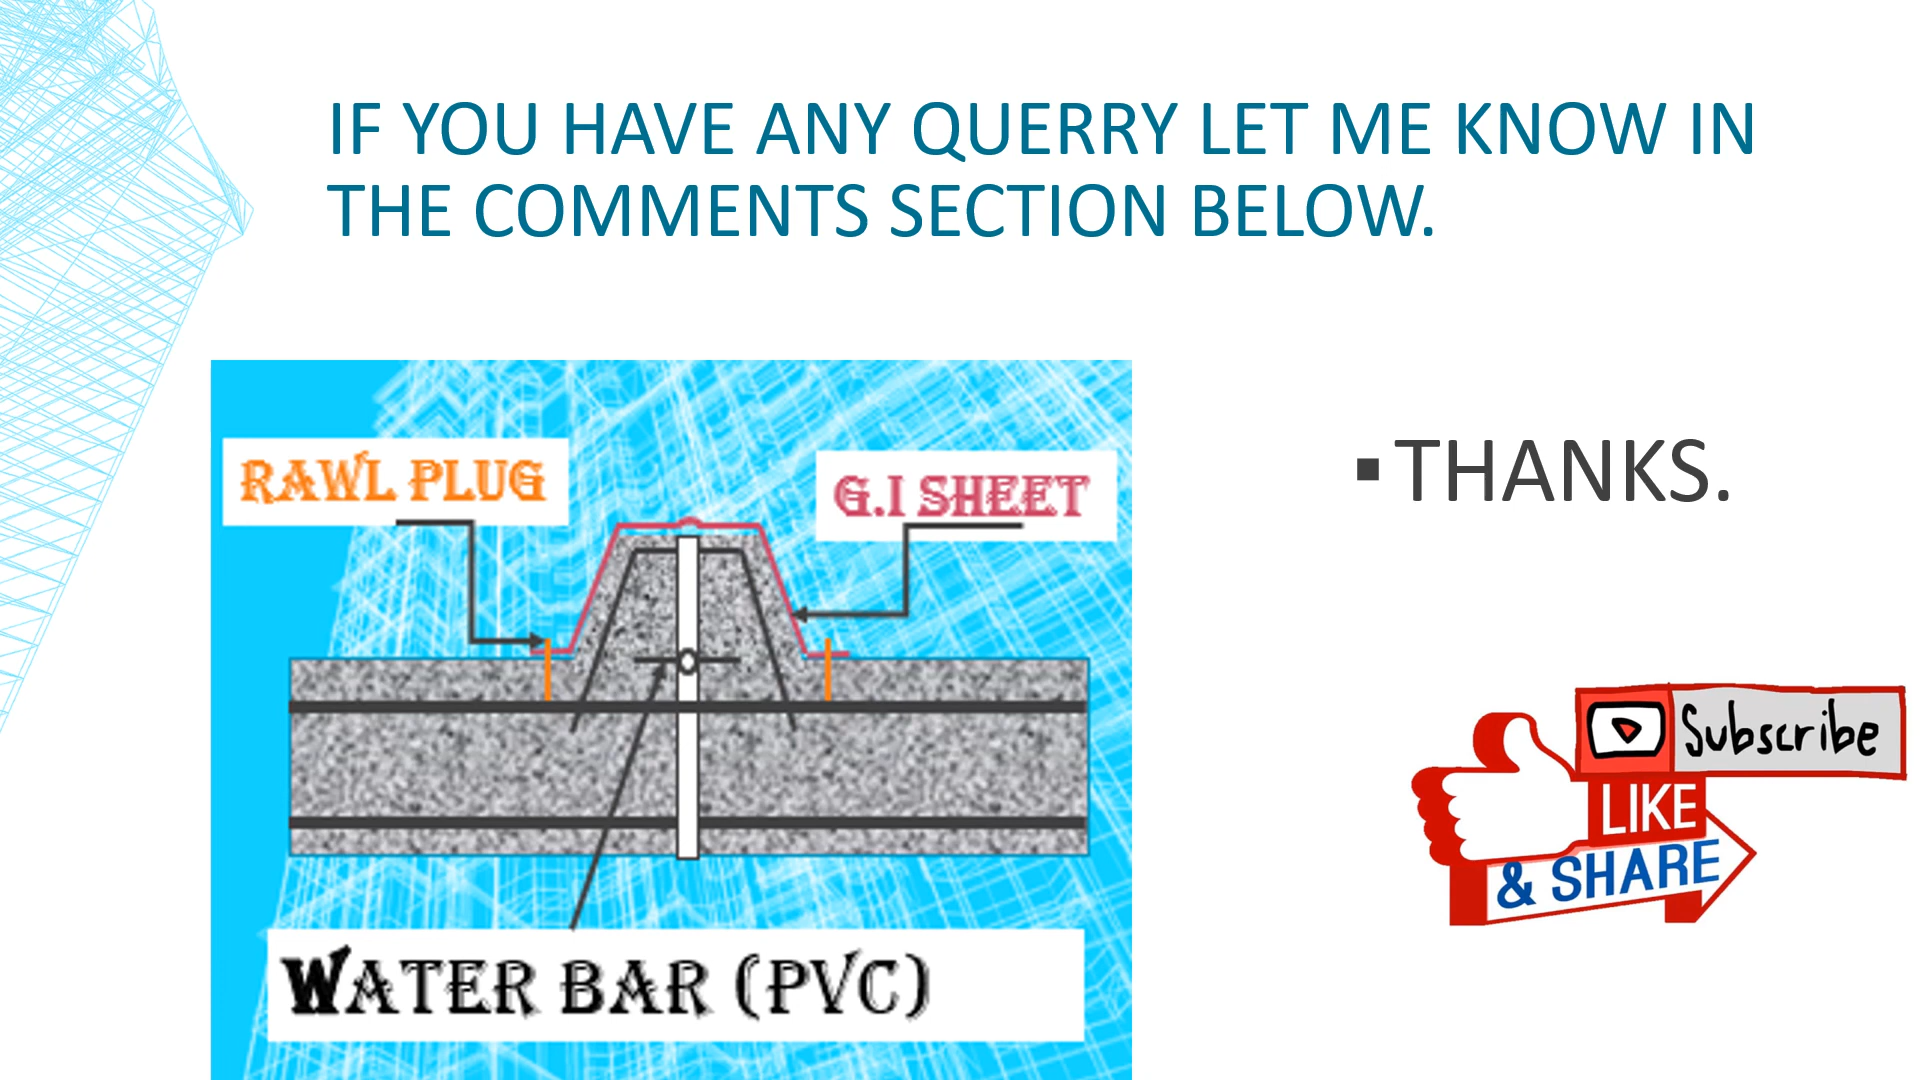 IF YOU HAVE ANY QUERRY LET ME KNOW IN
THE COMMENTS SECTION BELOW.
RAWL PLUG
G.I SHEET
WATER BAR (PVC)
▪ THANKS.
Subscribe
LIKE
& SHARE